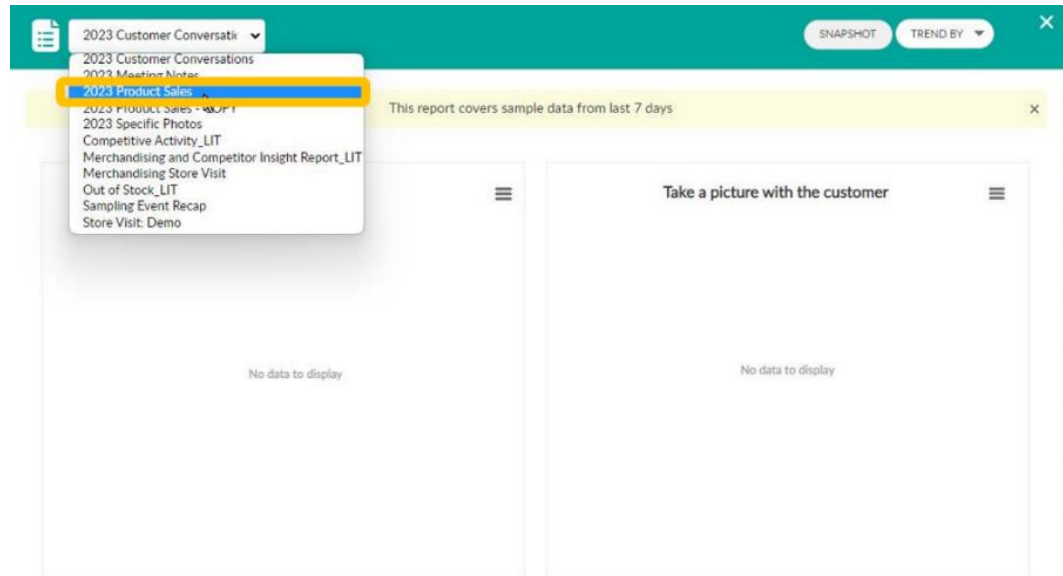 2023 Customer Conversati
SNAPSHOT
TREND BY
2023 Customer Conversations
2023 Meeting Notes
2023 Product Sales
2023 Product Sales - COPY
2023 Specific Photos
Competitive Activity_LIT
Merchandising and Competitor Insight Report_LIT
Merchandising Store Visit
Out of Stock_LIT
Sampling Event Recap
Store Visit: Demo
This report covers sample data from last 7 days
Take a picture with the customer
No data to display
No data to display